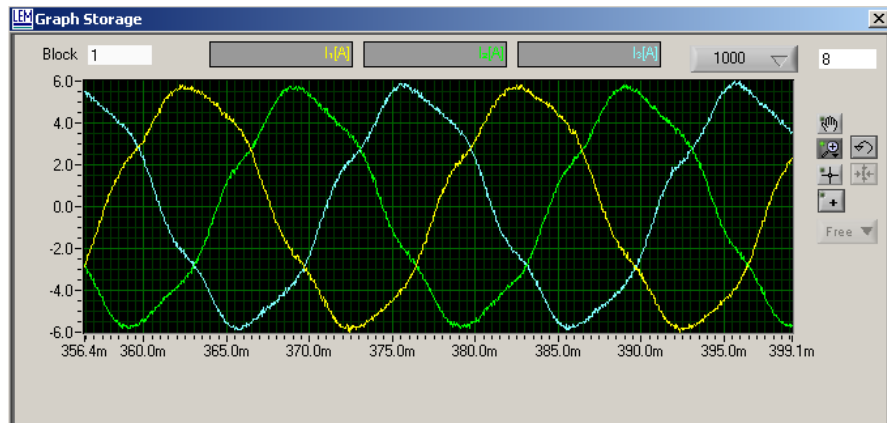 LEM Graph Storage
Block 1 I₁[A] I₂[A] I₃[A] 1000 8
6.0
4.0
2.0
0.0
-2.0
-4.0
-6.0
Free
356.4m 360.0m 365.0m 370.0m 375.0m 380.0m 385.0m 390.0m 395.0m 399.1m